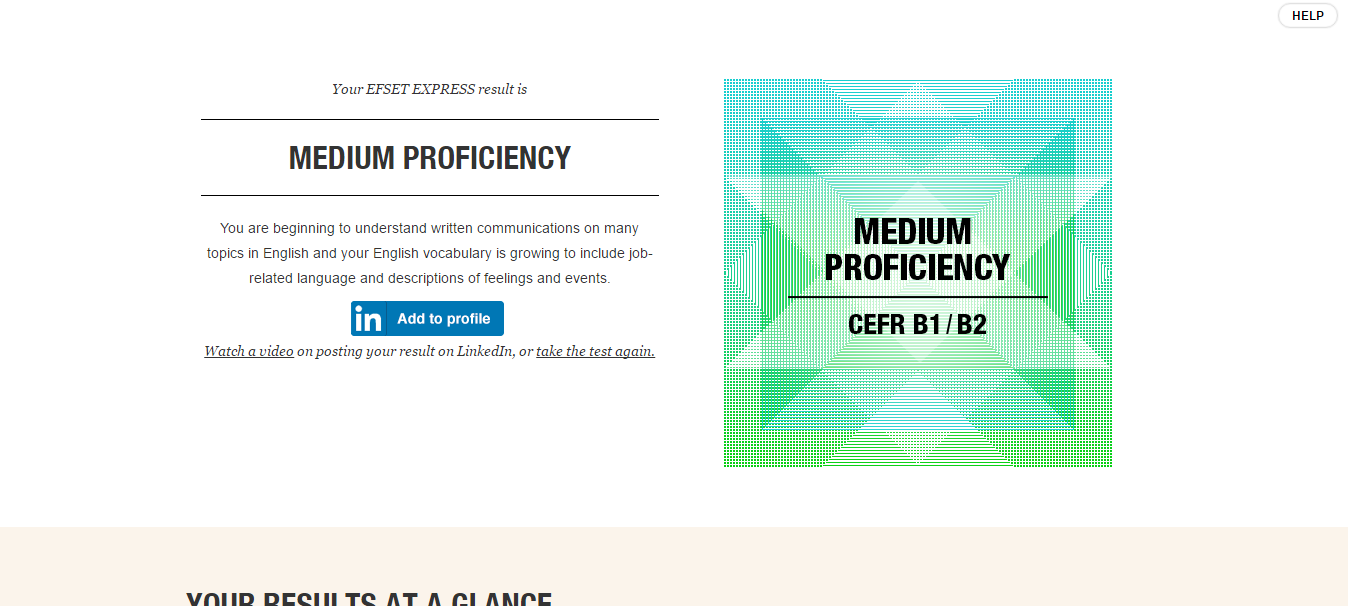 HELP
Your EFSET EXPRESS result is
MEDIUM PROFICIENCY
You are beginning to understand written communications on many
topics in English and your English vocabulary is growing to include job-
related language and descriptions of feelings and events.
in Add to profile
Watch a video on posting your result on LinkedIn, or take the test again.
MEDIUM
PROFICIENCY
CEFR B1 / B2
YOUR RESULTS AT A GLANCE